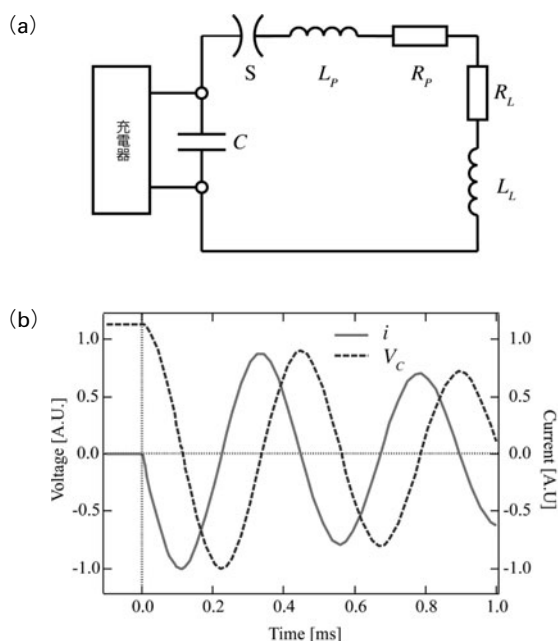 (a)
S
L_P
R_P
R_L
充電器
C
L_L
(b)
1.0
0.5
0.0
-0.5
-1.0
Voltage [A.U.]
i
V_C
1.0
0.5
0.0
-0.5
-1.0
Current [A.U]
0.0 0.2 0.4 0.6 0.8 1.0
Time [ms]